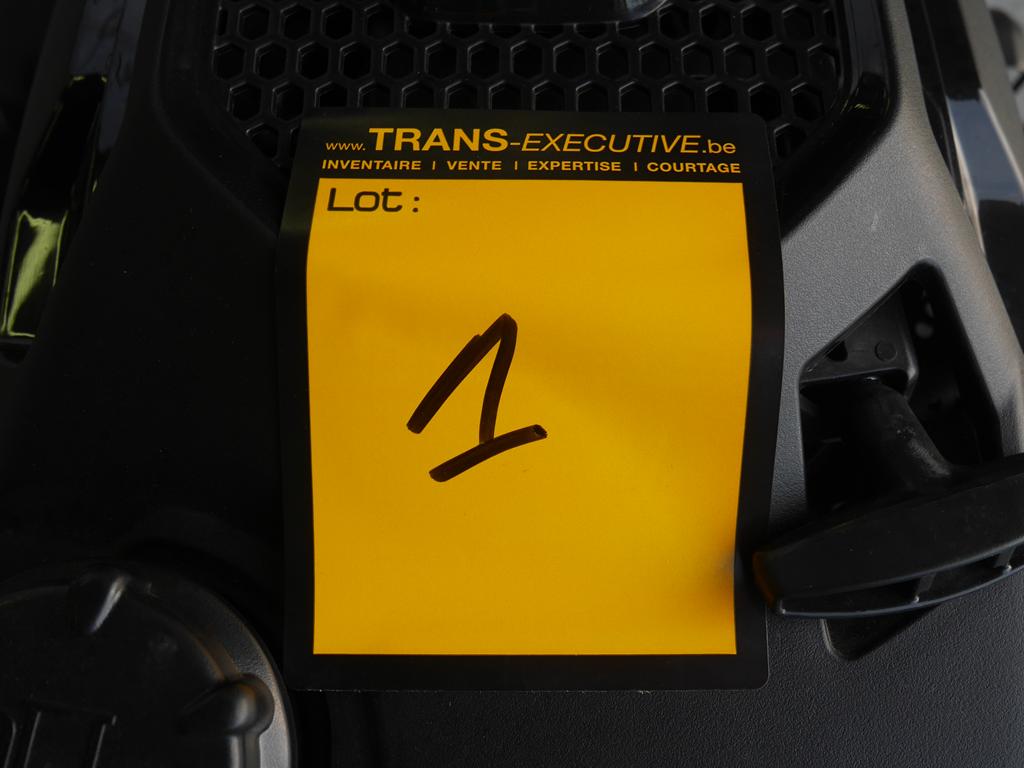 www.TRANS-EXECUTIVE.be
INVENTAIRE | VENTE | EXPERTISE | COURTAGE
Lot :
1